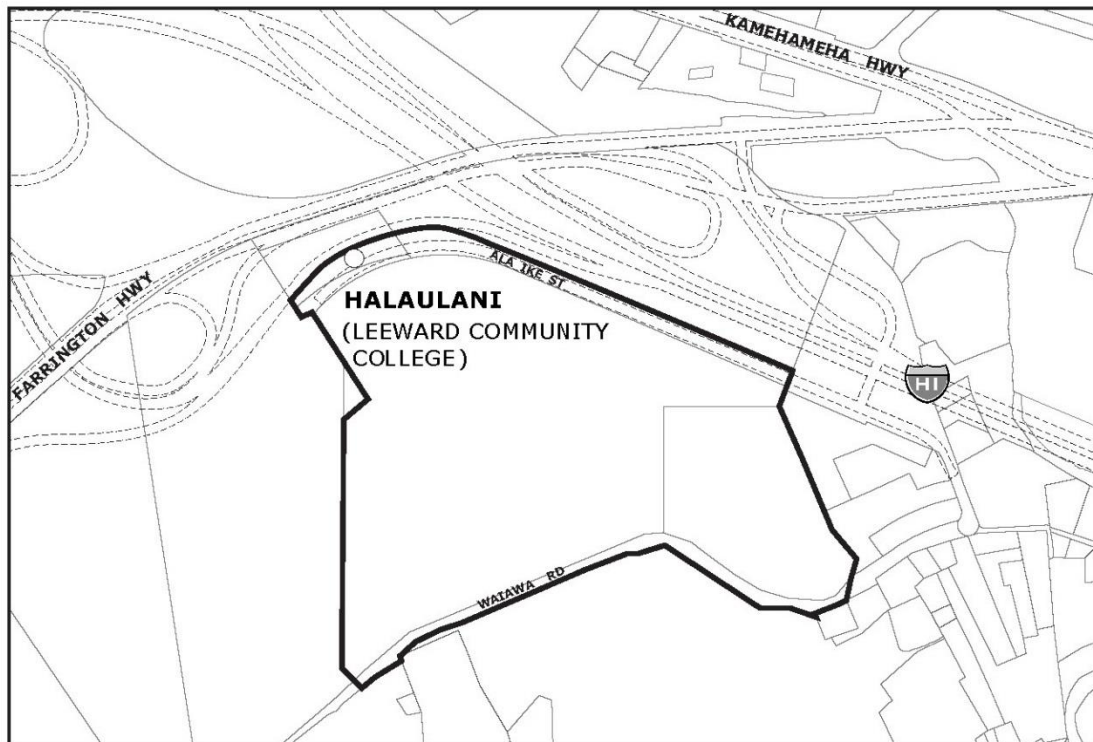 KAMEHAMEHA HWY
ALA IKE ST
FARRINGTON HWY
HALAULANI
(LEEWARD COMMUNITY
COLLEGE)
H1
WAIAWA RD